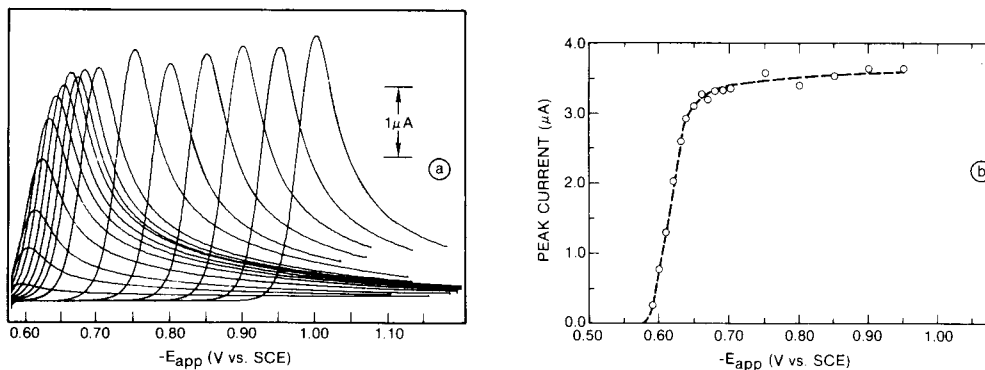 1μA
a
0.60 0.70 0.80 0.90 1.00 1.10
-Eapp (V vs. SCE)
PEAK CURRENT (μA)
4.0
3.0
2.0
1.0
0.0
b
0.50 0.60 0.70 0.80 0.90 1.00
-Eapp (V vs. SCE)